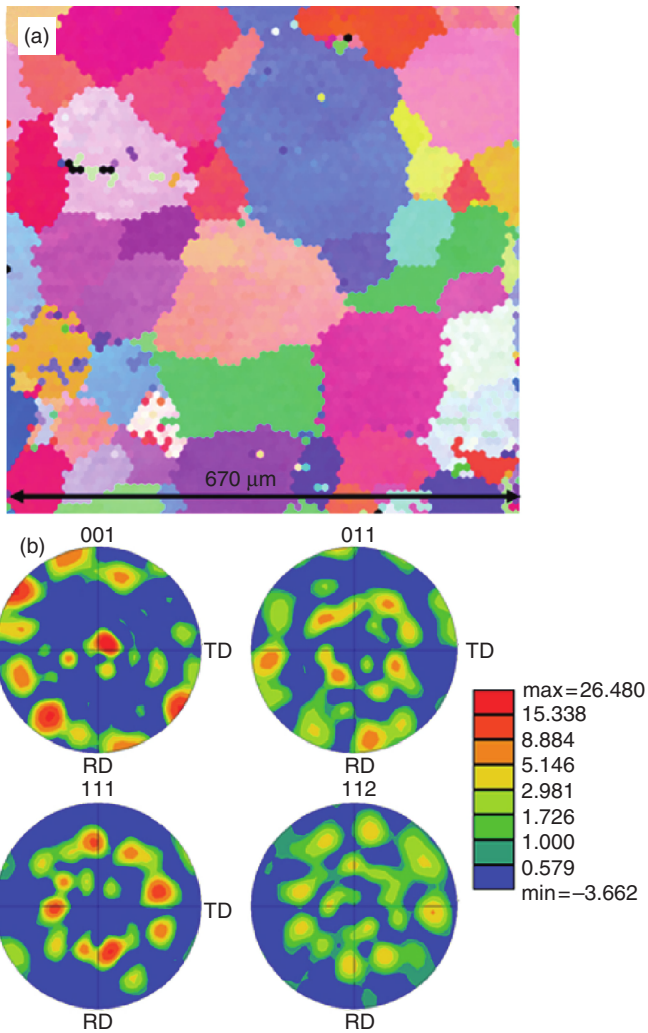 (a)
670 μm
(b)
001
011
TD
TD
RD
RD
max=26.480
15.338
8.884
5.146
2.981
1.726
1.000
0.579
min=−3.662
111
112
TD
RD
RD